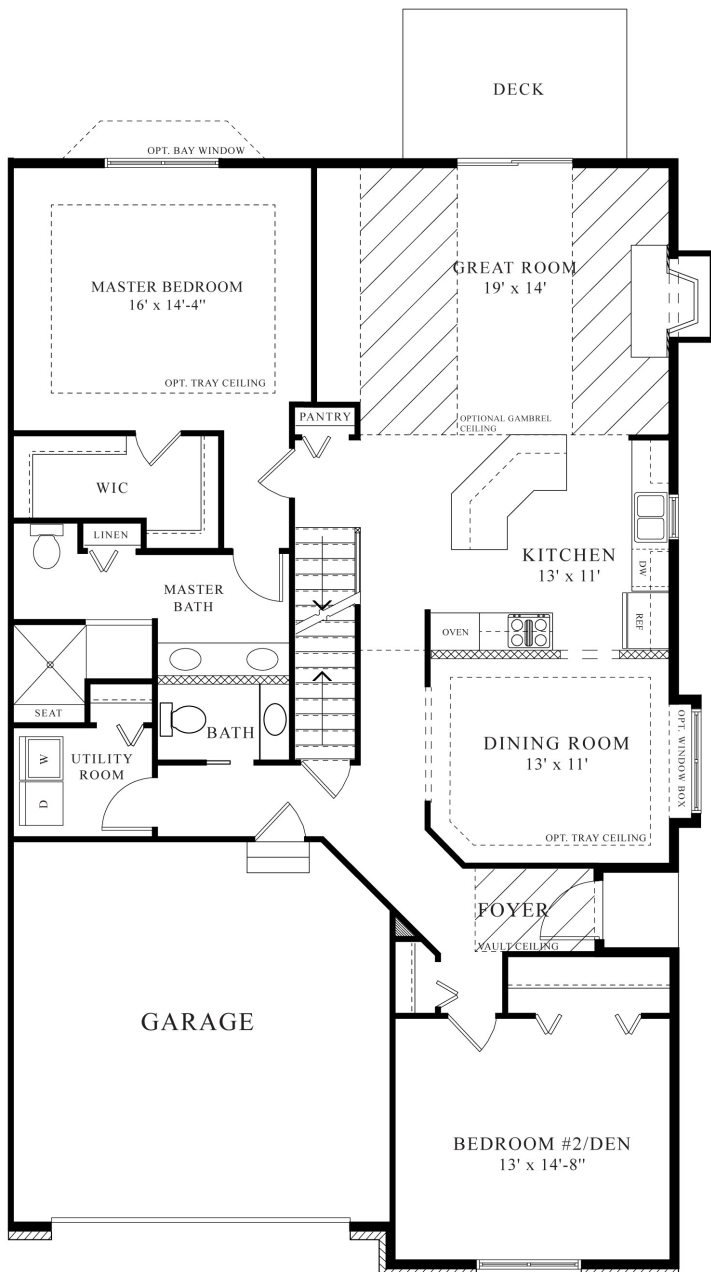 DECK
OPT. BAY WINDOW
MASTER BEDROOM
16' x 14'-4"
OPT. TRAY CEILING
GREAT ROOM
19' x 14'
PANTRY
OPTIONAL GAMBREL
CEILING
WIC
LINEN
MASTER
BATH
KITCHEN
13' x 11'
DW
REF
OVEN
SEAT
BATH
UTILITY
ROOM
W
D
DINING ROOM
13' x 11'
OPT. WINDOW BOX
OPT. TRAY CEILING
FOYER
VAULT CEILING
GARAGE
BEDROOM #2/DEN
13' x 14'-8"